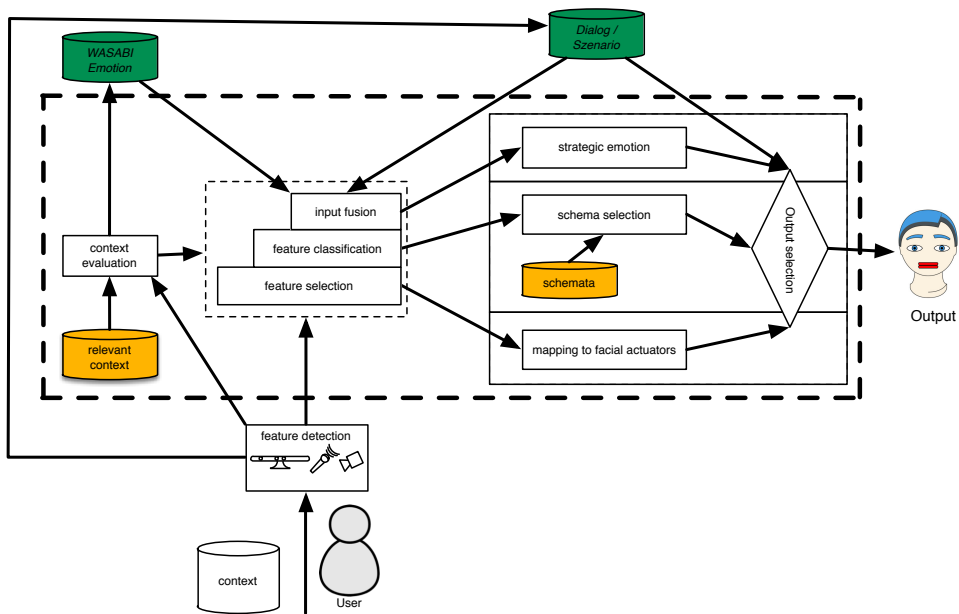 WASABI
Emotion
Dialog /
Szenario
strategic emotion
input fusion
schema selection
feature classification
context
evaluation
feature selection
schemata
Output selection
Output
relevant
context
mapping to facial actuators
feature detection
context
User